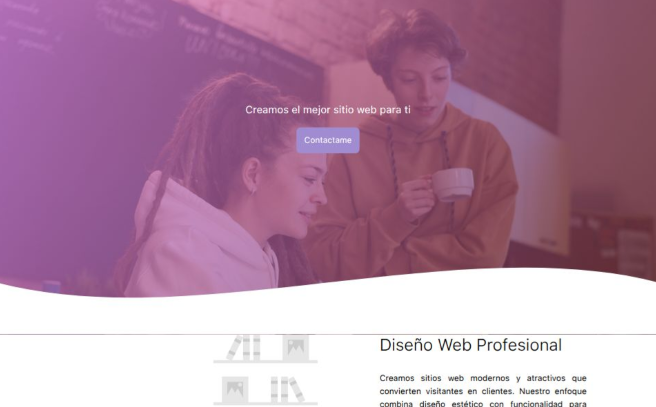 Creamos el mejor sitio web para ti
Contactame
Diseño Web Profesional
Creamos sitios web modernos y atractivos que
convierten visitantes en clientes. Nuestro enfoque
combina diseño estético con funcionalidad para